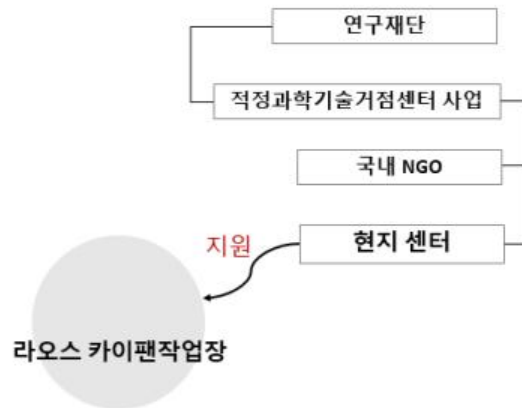 연구재단
적정과학기술거점센터 사업
국내 NGO
현지 센터
지원
라오스 카이팬작업장